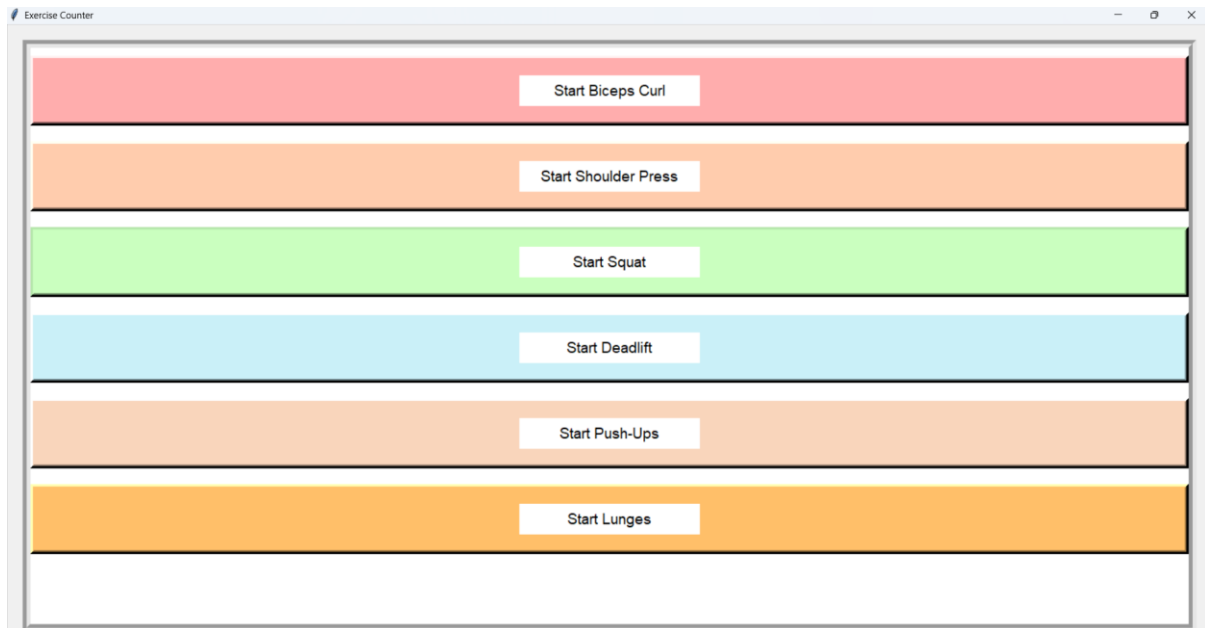 Exercise Counter
Start Biceps Curl
Start Shoulder Press
Start Squat
Start Deadlift
Start Push-Ups
Start Lunges